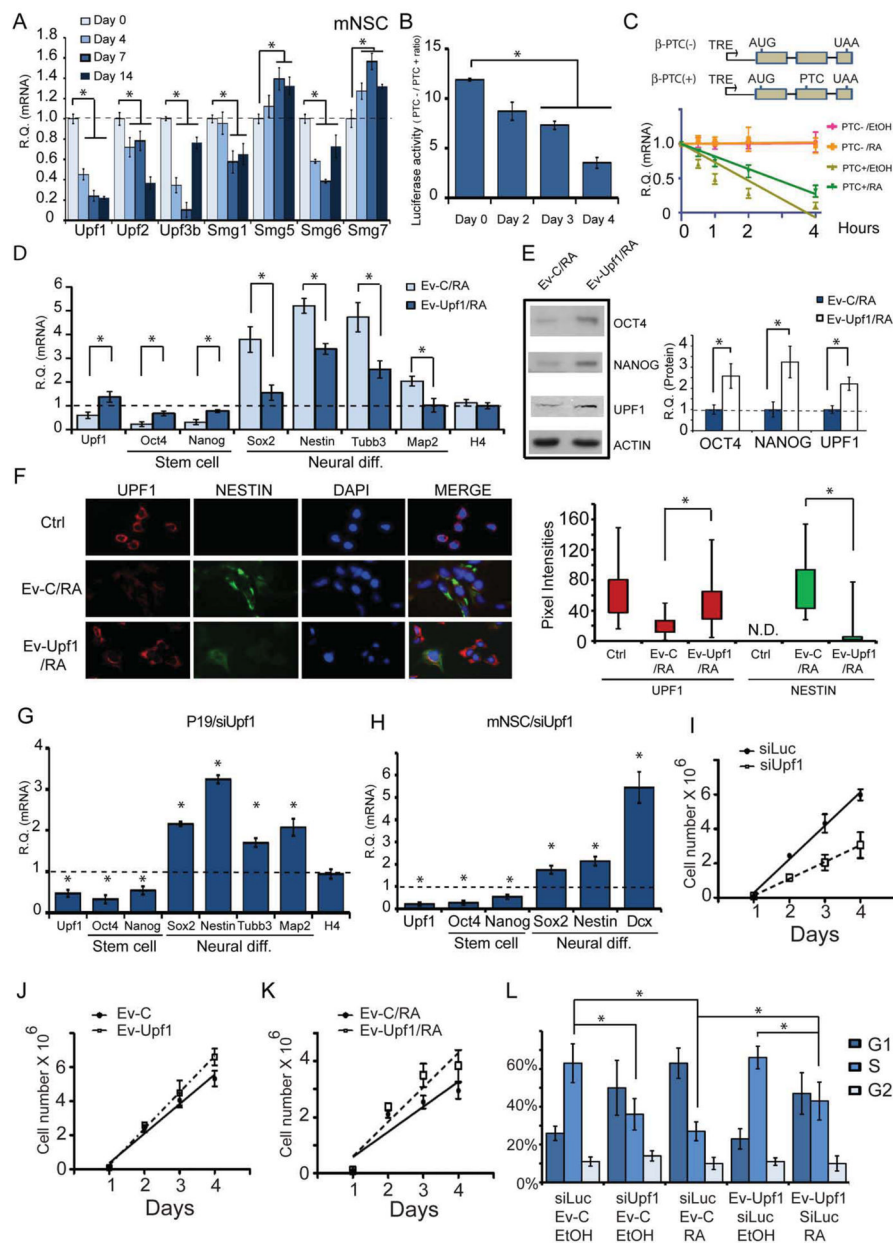 A
mNSC
Day 0
Day 4
Day 7
Day 14
R.Q. (mRNA)
1.8
1.6
1.4
1.2
1.0
0.8
0.6
0.4
0.2
0.0
* * * * * * *
Upf1 Upf2 Upf3b Smg1 Smg5 Smg6 Smg7
B
Luciferase activity (PTC - / PTC + ratio)
15
10
5
0
*
Day 0 Day 2 Day 3 Day 4
C
β-PTC(-) TRE AUG UAA
β-PTC(+) TRE AUG PTC UAA
R.Q. (mRNA)
1.5
1.0
0.5
0.0
PTC- /EtOH
PTC- /RA
PTC+/EtOH
PTC+/RA
0 1 2 4 Hours
D
Ev-C/RA
Ev-Upf1/RA
R.Q. (mRNA)
6
5
4
3
2
1
0
* * * * * * *
Upf1 Oct4 Nanog Sox2 Nestin Tubb3 Map2 H4
Stem cell Neural diff.
E
Ev-C/RA
Ev-Upf1/RA
OCT4
NANOG
UPF1
ACTIN
Ev-C/RA
Ev-Upf1/RA
R.Q. (Protein)
4
3
2
1
0
* * *
OCT4 NANOG UPF1
F
UPF1 NESTIN DAPI MERGE
Ctrl
Ev-C/RA
Ev-Upf1
/RA
Pixel Intensities
160
120
80
40
0
* *
N.D.
Ctrl Ev-C Ev-Upf1 Ctrl Ev-C Ev-Upf1
/RA /RA /RA /RA
UPF1 NESTIN
G
P19/siUpf1
R.Q. (mRNA)
4
3
2
1
0
* * * * * * *
Upf1 Oct4 Nanog Sox2 Nestin Tubb3 Map2 H4
Stem cell Neural diff.
H
mNSC/siUpf1
R.Q. (mRNA)
6
5
4
3
2
1
0
* * * * * *
Upf1 Oct4 Nanog Sox2 Nestin Dcx
Stem cell Neural diff.
I
siLuc
siUpf1
Cell number X 10 6
6
4
2
0
1 2 3 4
Days
J
Ev-C
Ev-Upf1
Cell number X 10 6
6
4
2
0
1 2 3 4
Days
K
Ev-C/RA
Ev-Upf1/RA
Cell number X 10 6
6
4
2
0
1 2 3 4
Days
L
* * * *
G1
S
G2
60%
40%
20%
0%
siLuc siUpf1 siLuc Ev-Upf1 Ev-Upf1
Ev-C Ev-C Ev-C siLuc SiLuc
EtOH EtOH RA EtOH RA